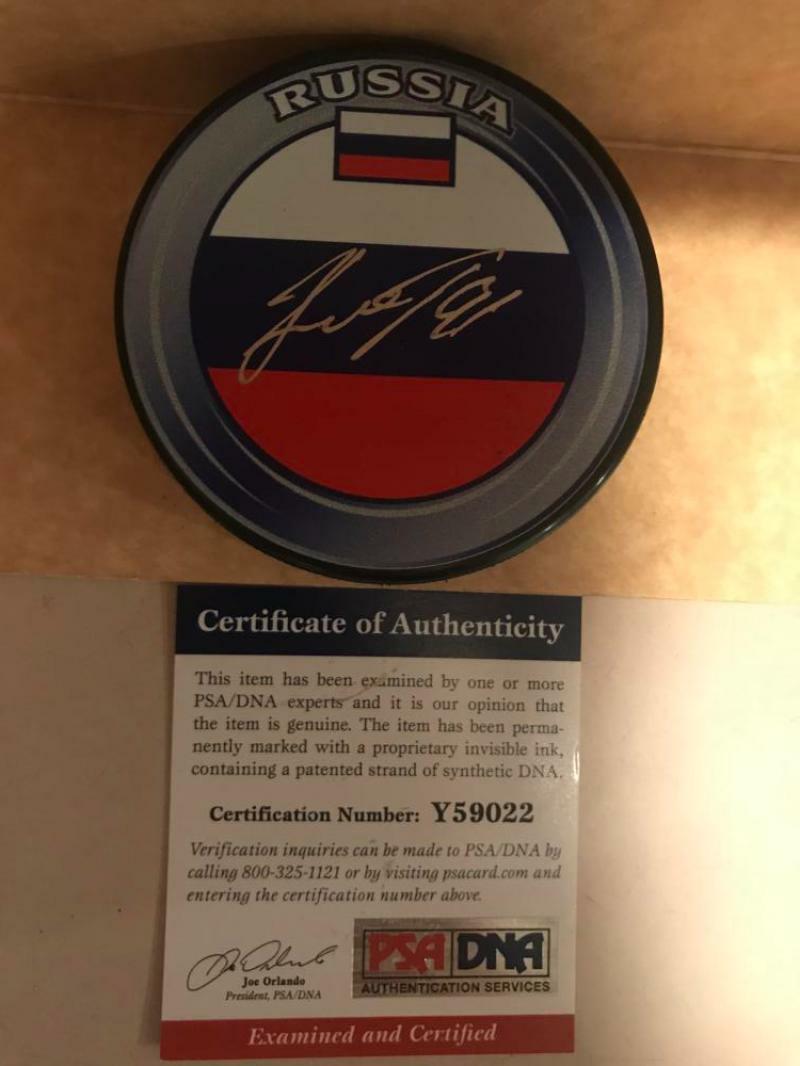 RUSSIA
Certificate of Authenticity
This item has been examined by one or more
PSA/DNA experts and it is our opinion that
the item is genuine. The item has been perma-
nently marked with a proprietary invisible ink,
containing a patented strand of synthetic DNA.
Certification Number: Y59022
Verification inquiries can be made to PSA/DNA by
calling 800-325-1121 or by visiting psacard.com and
entering the certification number above.
Joe Orlando
President, PSA/DNA
PSA DNA
AUTHENTICATION SERVICES
Examined and Certified